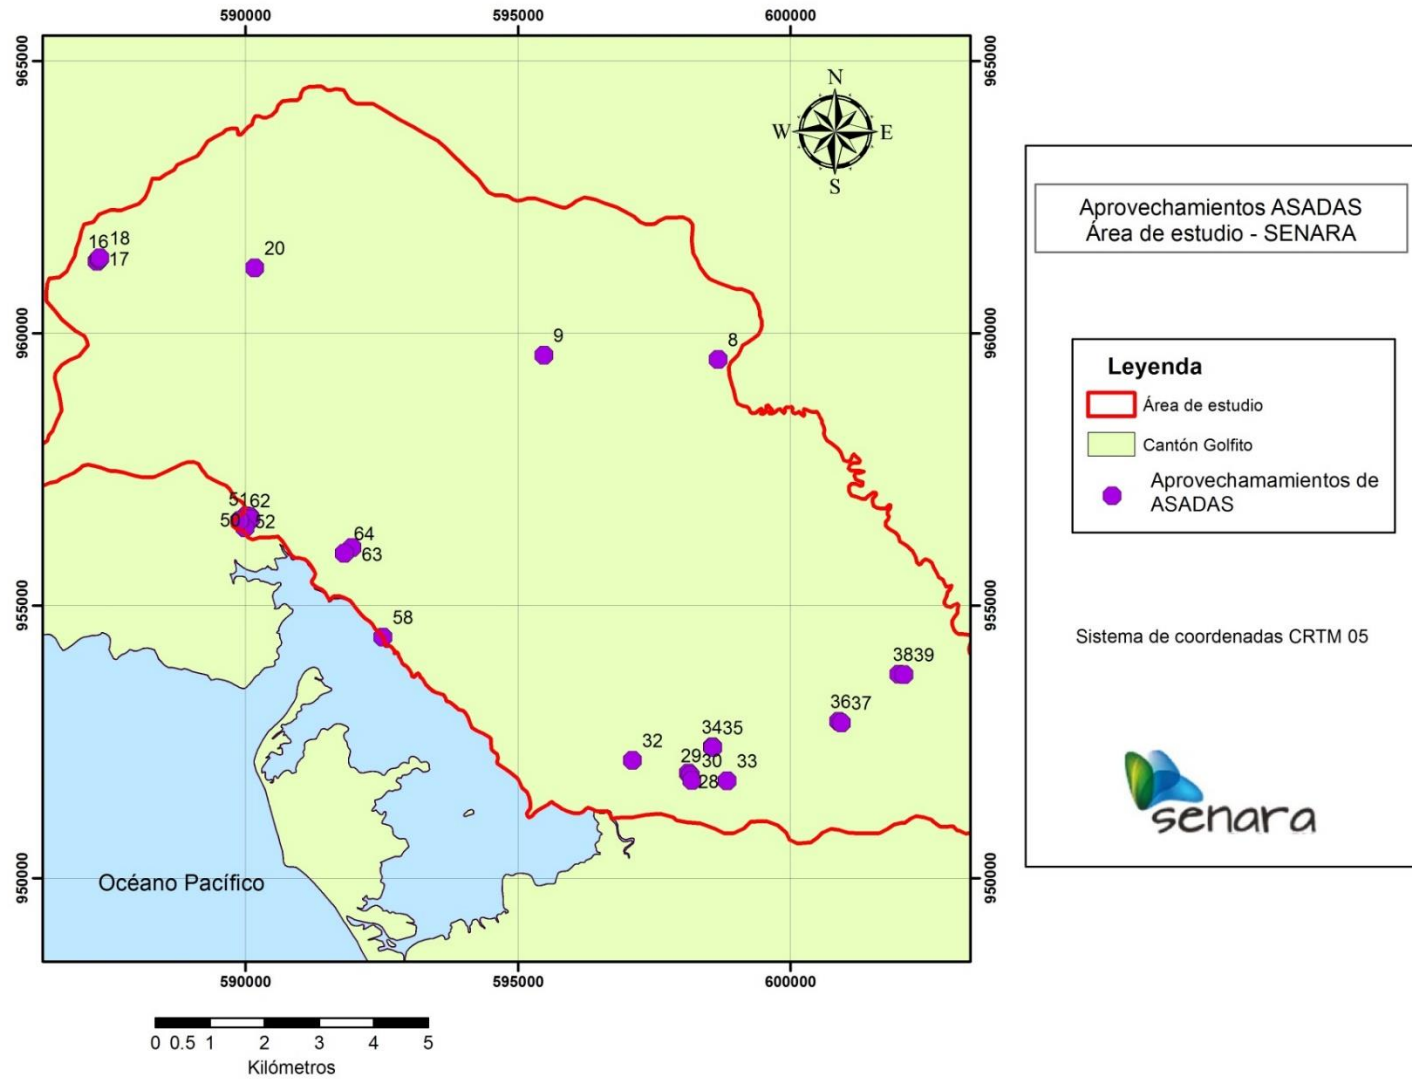 590000
595000
600000
965000
965000
N
W
E
S
16
18
17
20
960000
960000
9
8
5162
50
52
64
63
955000
955000
58
3839
3637
3435
32
29
30
33
28
950000
950000
Océano Pacífico
590000
595000
600000
0 0.5 1 2 3 4 5
Kilómetros
Aprovechamientos ASADAS
Área de estudio - SENARA
Leyenda
Área de estudio
Cantón Golfito
Aprovechamamientos de
ASADAS
Sistema de coordenadas CRTM 05
senara